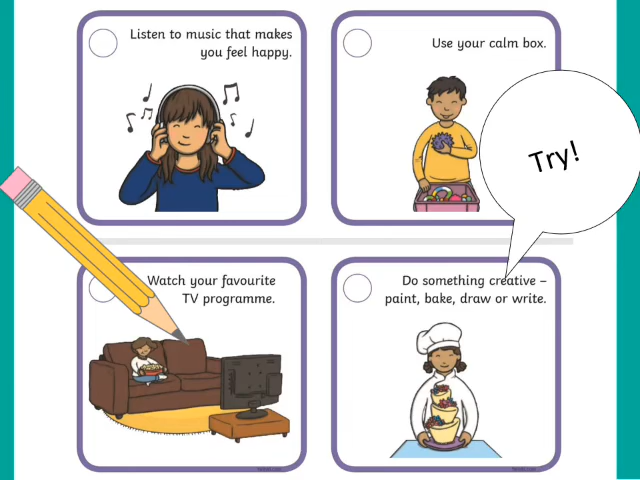 Listen to music that makes
you feel happy.
Use your calm box.
Try!
Watch your favourite
TV programme.
Do something creative –
paint, bake, draw or write.